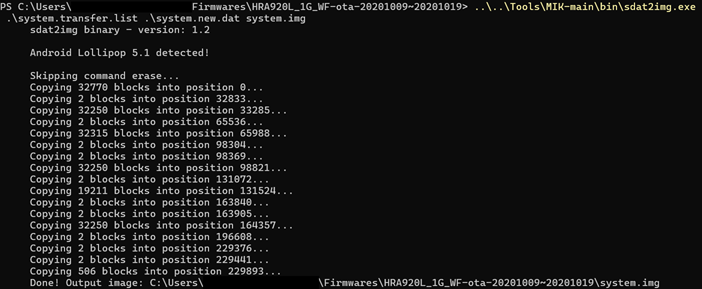 PS C:\Users\ Firmwares\HRA920L_1G_WF-ota-20201009~20201019> ..\..\Tools\MIK-main\bin\sdat2img.exe
.\system.transfer.list .\system.new.dat system.img
sdat2img binary - version: 1.2
Android Lollipop 5.1 detected!
Skipping command erase...
Copying 32770 blocks into position 0...
Copying 2 blocks into position 32833...
Copying 32250 blocks into position 33285...
Copying 2 blocks into position 65536...
Copying 32315 blocks into position 65988...
Copying 2 blocks into position 98304...
Copying 2 blocks into position 98369...
Copying 32250 blocks into position 98821...
Copying 2 blocks into position 131072...
Copying 19211 blocks into position 131524...
Copying 2 blocks into position 163840...
Copying 2 blocks into position 163905...
Copying 32250 blocks into position 164357...
Copying 2 blocks into position 196608...
Copying 2 blocks into position 229376...
Copying 2 blocks into position 229441...
Copying 506 blocks into position 229893...
Done! Output image: C:\Users\ \Firmwares\HRA920L_1G_WF-ota-20201009~20201019\system.img